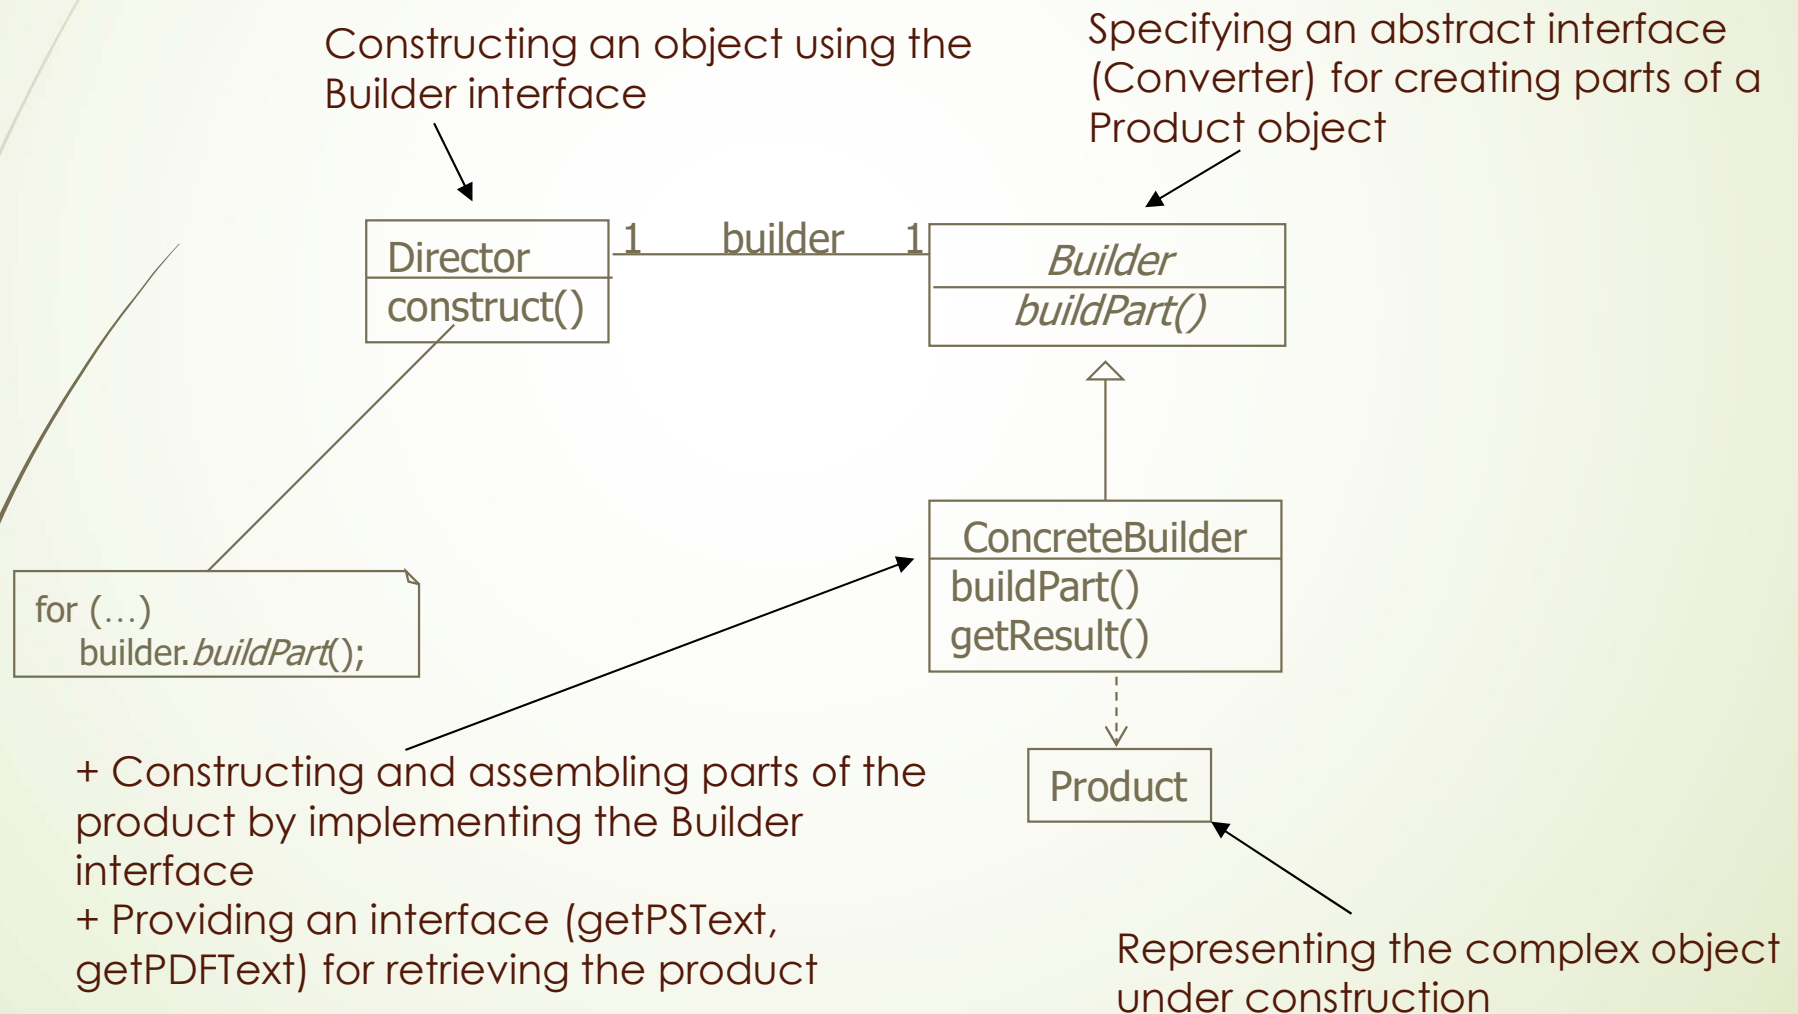 Constructing an object using the
Builder interface
Specifying an abstract interface
(Converter) for creating parts of a
Product object
Director
construct()
1 builder 1
Builder
buildPart()
for (...)
builder.buildPart();
ConcreteBuilder
buildPart()
getResult()
Product
+ Constructing and assembling parts of the
product by implementing the Builder
interface
+ Providing an interface (getPSText,
getPDFText) for retrieving the product
Representing the complex object
under construction